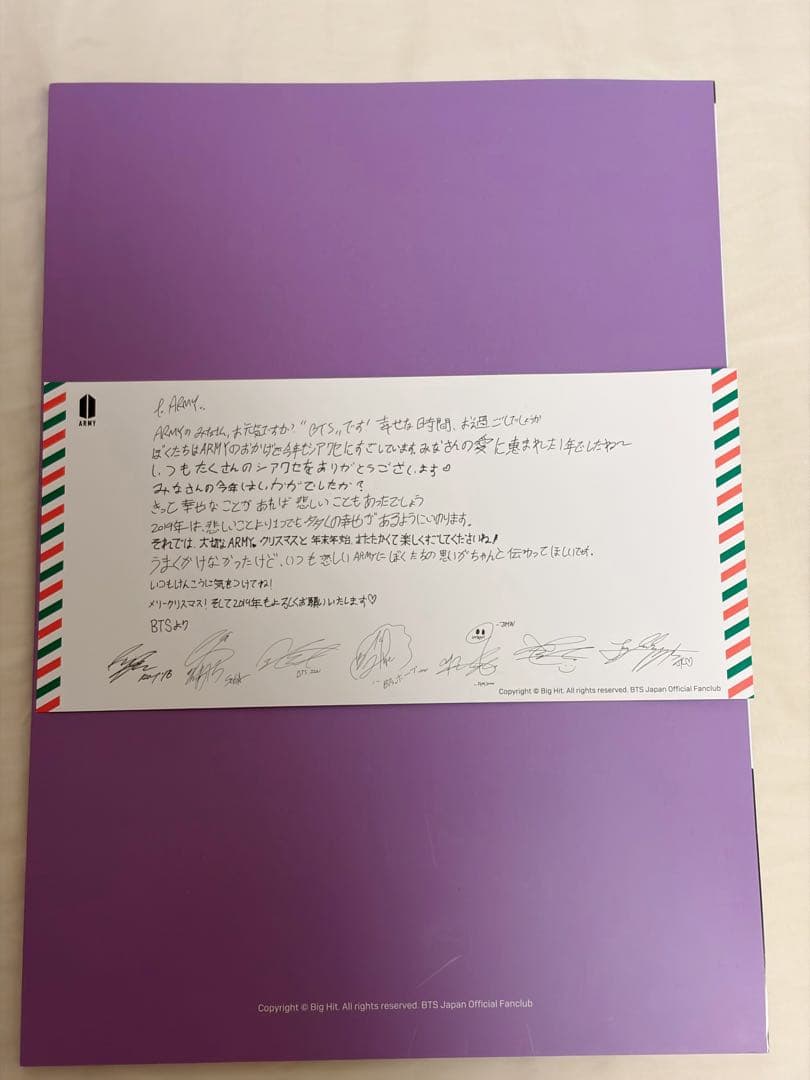 ARMY
to. ARMY..
ARMYのみなさん、お元気ですか? "BTS"です! 幸せな日時間、お過ごしでしょうか
ぼくたちはARMYのおかげで今年もシアワセにすごしています。みなさんの愛に恵まれた1年でしたね~
いつもたくさんのシアワセをありがとうございます
みなさんの今年はいかがでしたか?
きっと幸せなことがあれば悲しいこともあったでしょう
2019年は、悲しいことより1つでも多くの幸せがあるようにいのります。
それでは、大切なARMY。クリスマスと年末年始、あたたかくて楽しくすごしてくださいね!
うまくかけなかったけど、いつも恋しいARMYにぼくたちの思いがちゃんと伝わってほしいです。
いつもけんこうに気をつけてね!
メリークリスマス! そして2019年もよろしくお願いいたします♡
BTSより
BTS
JIMIN
Copyright © Big Hit. All rights reserved. BTS Japan Official Fanclub
Copyright © Big Hit. All rights reserved. BTS Japan Official Fanclub